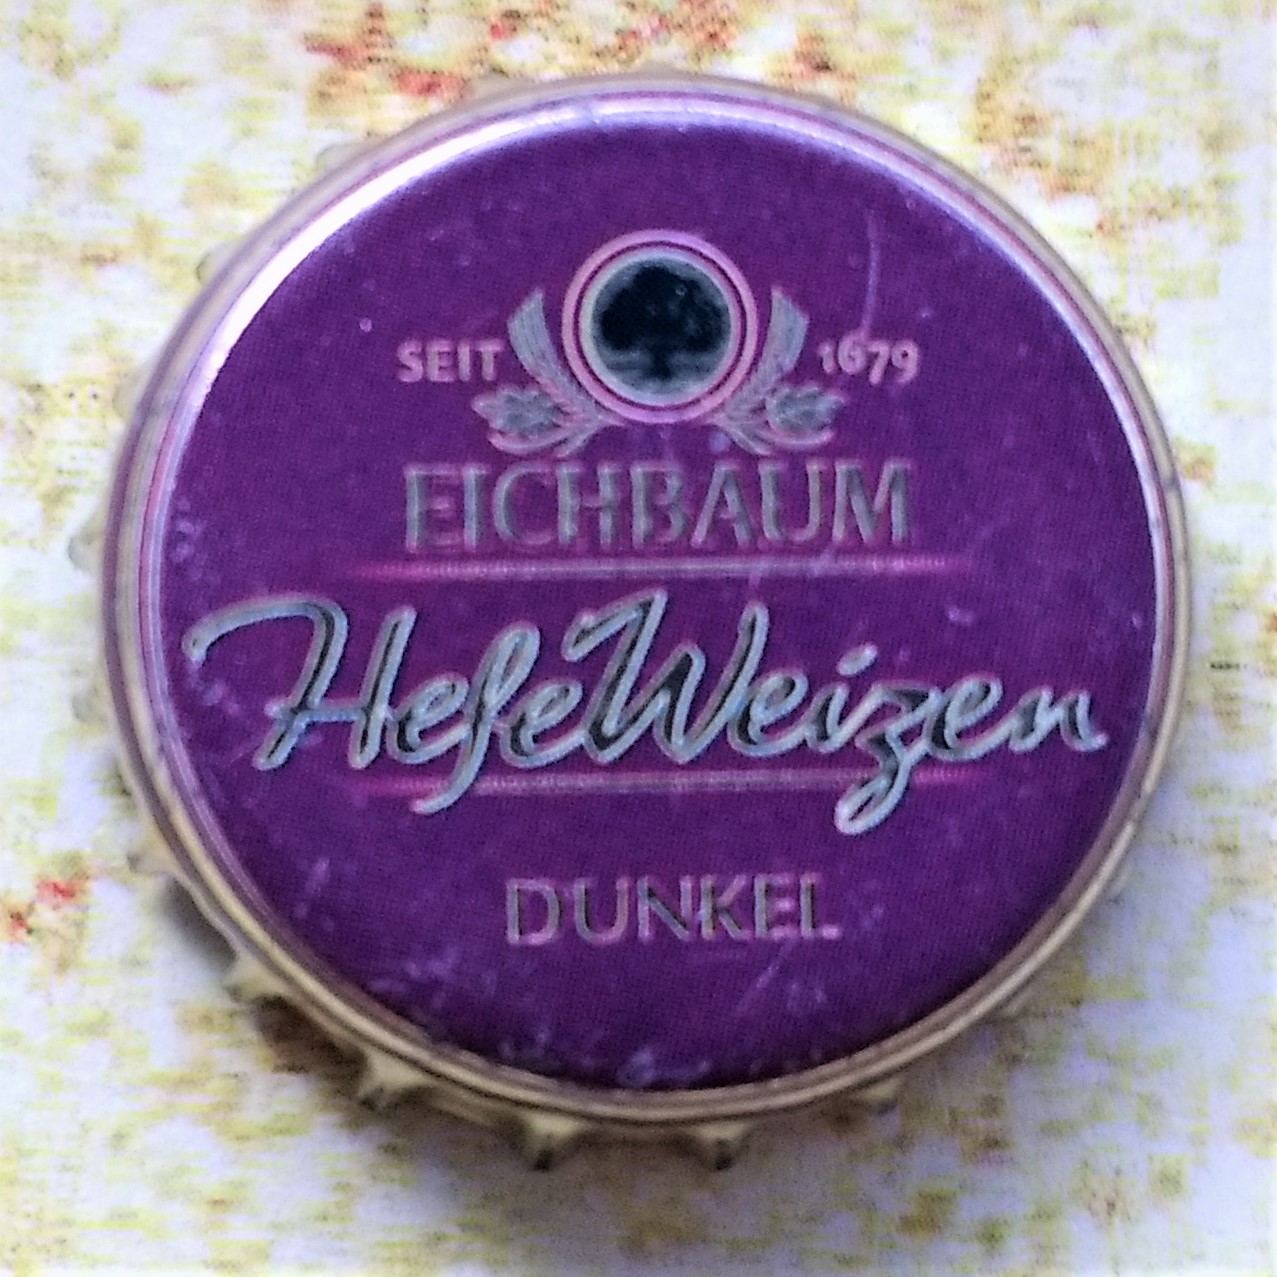 SEIT 1679
EICHBAUM
HefeWeizen
DUNKEL